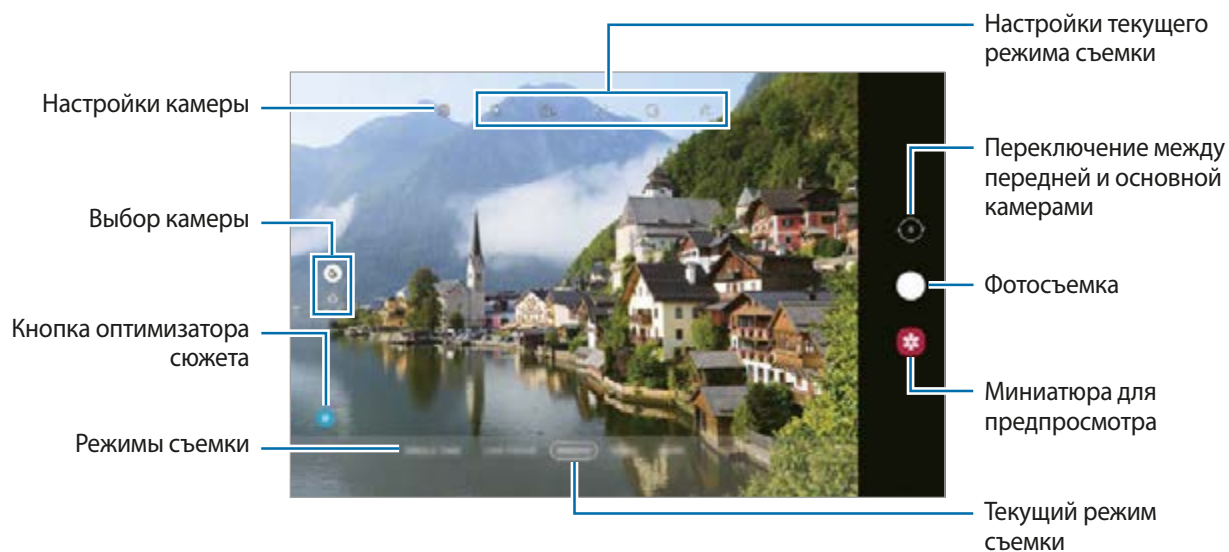 Настройки текущего
режима съемки
Настройки камеры
Переключение между
передней и основной
камерами
Выбор камеры
Фотосъемка
Кнопка оптимизатора
сюжета
Миниатюра для
предпросмотра
Режимы съемки
Текущий режим
съемки